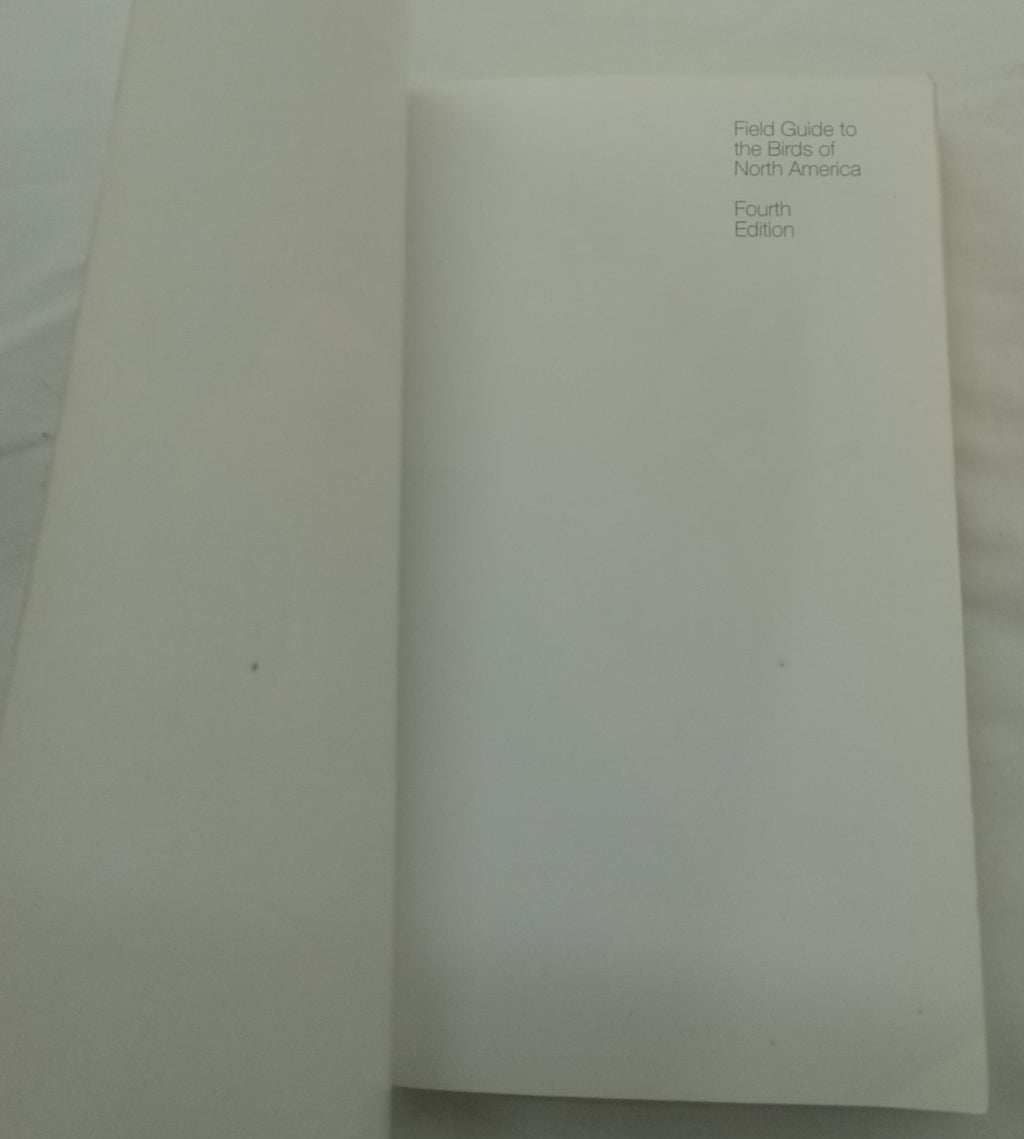 Field Guide to
the Birds of
North America
Fourth
Edition